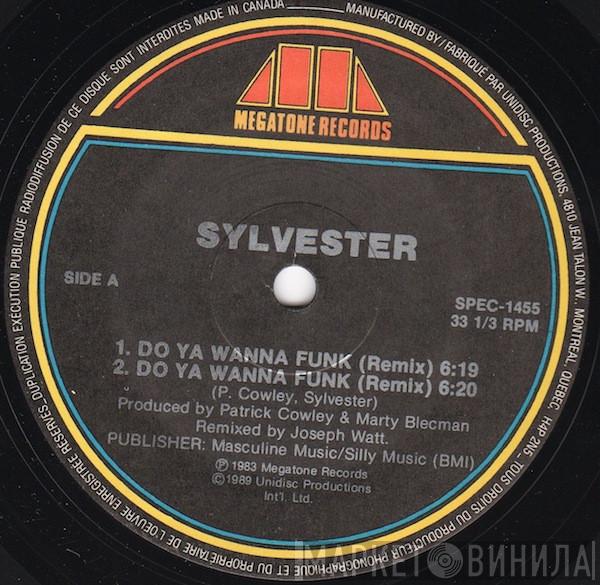 MADE IN CANADA
MANUFACTURED BY/FABRIQUÉ PAR UNIDISC PRODUCTIONS, 4810 JEAN TALON W. MONTREAL, QUEBEC, H4P 2N5
TOUS DROITS DU PRODUCTEUR PHONOGRAPHIQUE ET DU PROPRIETAIRE DE L'OEUVRE ENREGISTREE RESERVES_DUPLICATION EXÉCUTION PUBLIQUE RADIODIFFUSION DE CE DISQUE SONT INTERDITES
MEGATONE RECORDS
SYLVESTER
SIDE A
SPEC-1455
33 1/3 RPM
1. DO YA WANNA FUNK (Remix) 6:19
2. DO YA WANNA FUNK (Remix) 6:20
(P. Cowley, Sylvester)
Produced by Patrick Cowley & Marty Blecman
Remixed by Joseph Watt.
PUBLISHER: Masculine Music/Silly Music (BMI)
Ⓟ 1983 Megatone Records
©1989 Unidisc Productions
Int'l. Ltd.
МАРКЕТ ВИНИЛА